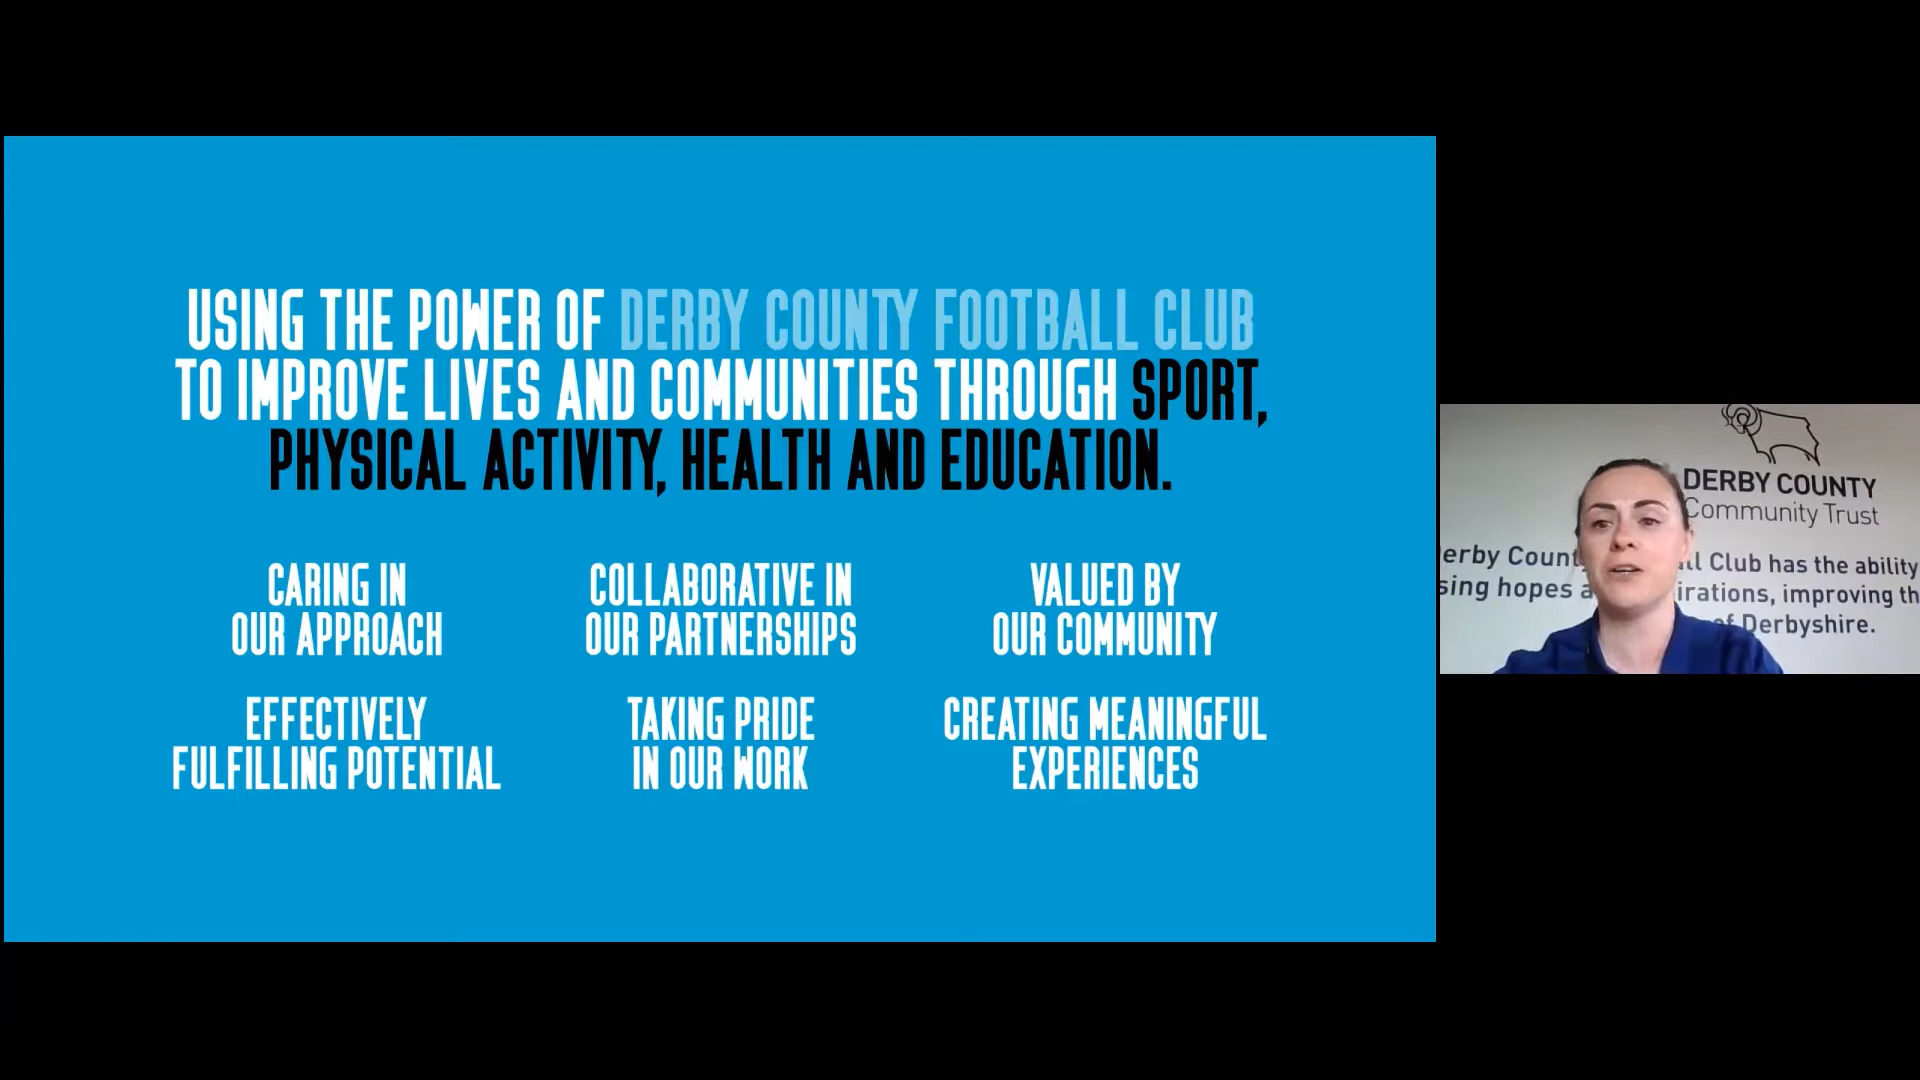 USING THE POWER OF DERBY COUNTY FOOTBALL CLUB
TO IMPROVE LIVES AND COMMUNITIES THROUGH SPORT,
PHYSICAL ACTIVITY, HEALTH AND EDUCATION.
CARING IN
OUR APPROACH
COLLABORATIVE IN
OUR PARTNERSHIPS
VALUED BY
OUR COMMUNITY
EFFECTIVELY
FULFILLING POTENTIAL
TAKING PRIDE
IN OUR WORK
CREATING MEANINGFUL
EXPERIENCES
DERBY COUNTY
Community Trust
Club has the ability
hopes improving
of Derbyshire.